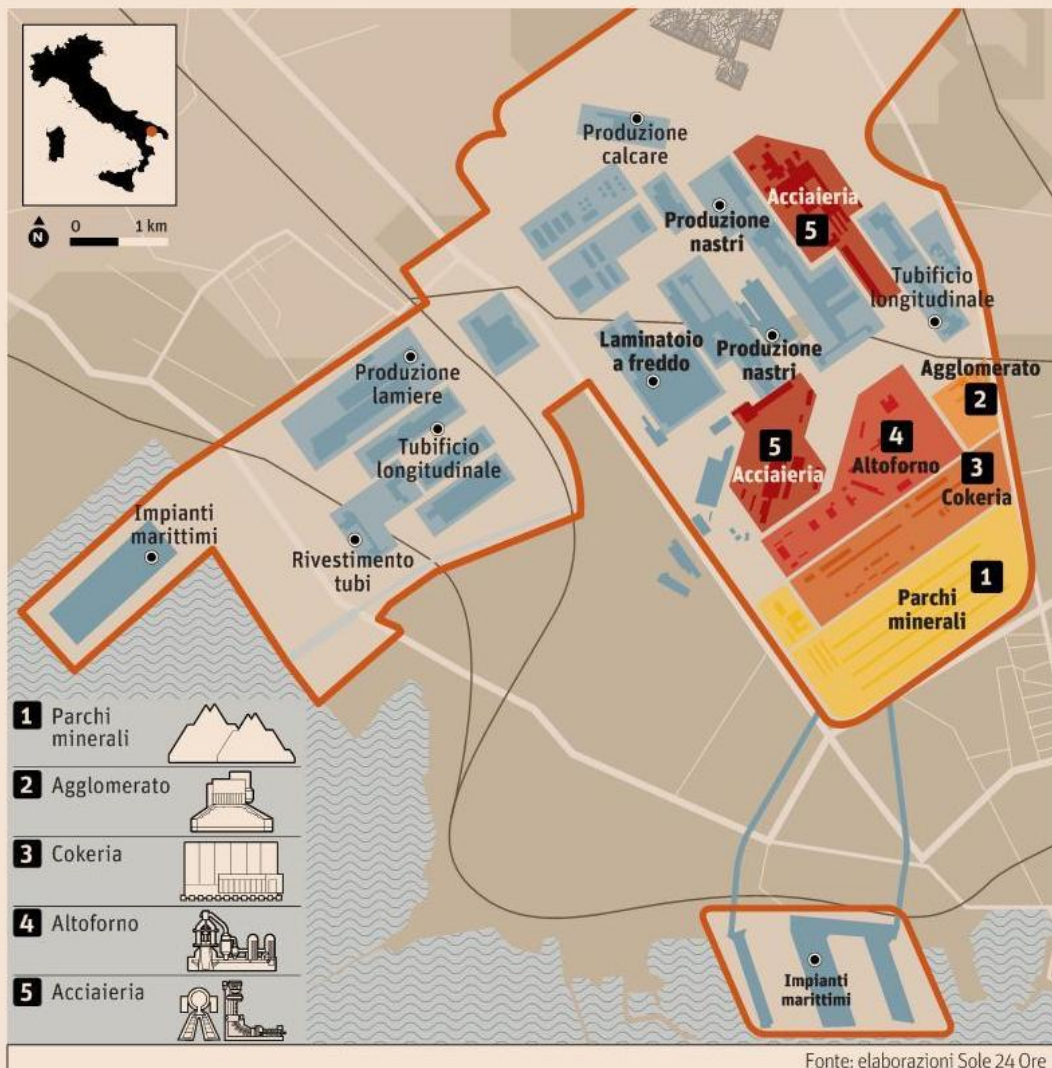 N
0
1 km
Produzione
calcare
Acciaieria
5
Produzione
nastri
Tubificio
longitudinale
Laminatoio
a freddo
Produzione
nastri
Produzione
lamiere
Agglomerato
2
Tubificio
longitudinale
5
Acciaieria
4
Altoforno
3
Cokeria
Impianti
marittimi
Rivestimento
tubi
1
Parchi
minerali
1 Parchi
minerali
2 Agglomerato
3 Cokeria
4 Altoforno
5 Acciaieria
Impianti
marittimi
Fonte: elaborazioni Sole 24 Ore